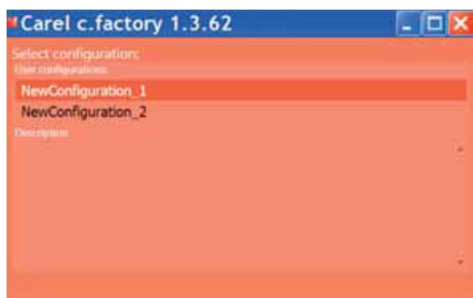 Carel c.factory 1.3.62
Select configuration:
User configurations:
NewConfiguration_1
NewConfiguration_2
Description